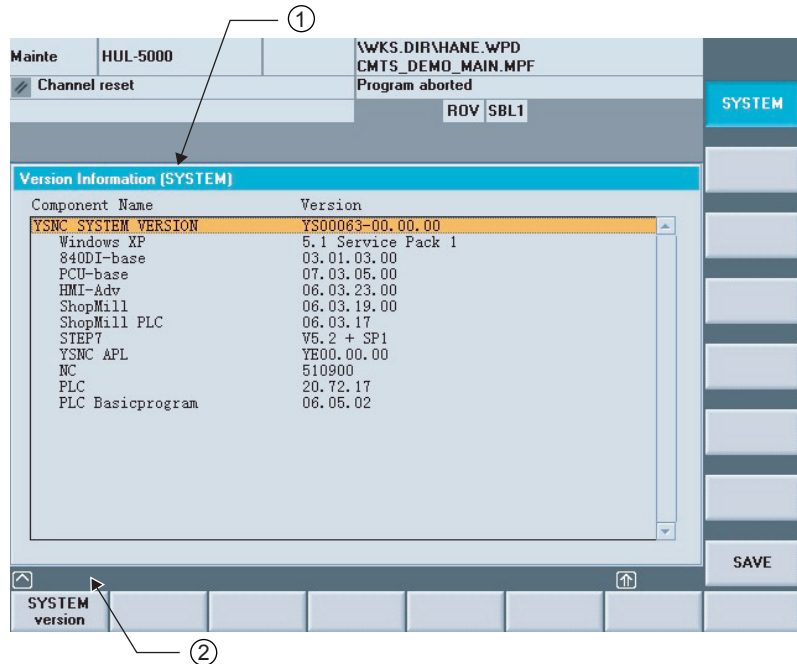 ①
Mainte HUL-5000 \WKS.DIR\HANE.WPD
CMTS_DEMO_MAIN.MPF
Channel reset Program aborted
SYSTEM
ROV SBL1
Version Information (SYSTEM)
Component Name Version
YSNC SYSTEM VERSION YS00063-00.00.00
Windows XP 5.1 Service Pack 1
840DI-base 03.01.03.00
PCU-base 07.03.05.00
HMI-Adv 06.03.23.00
ShopMill 06.03.19.00
ShopMill PLC 06.03.17
STEP7 V5.2 + SP1
YSNC APL YE00.00.00
NC 510900
PLC 20.72.17
PLC Basicprogram 06.05.02
SAVE
SYSTEM
version
②